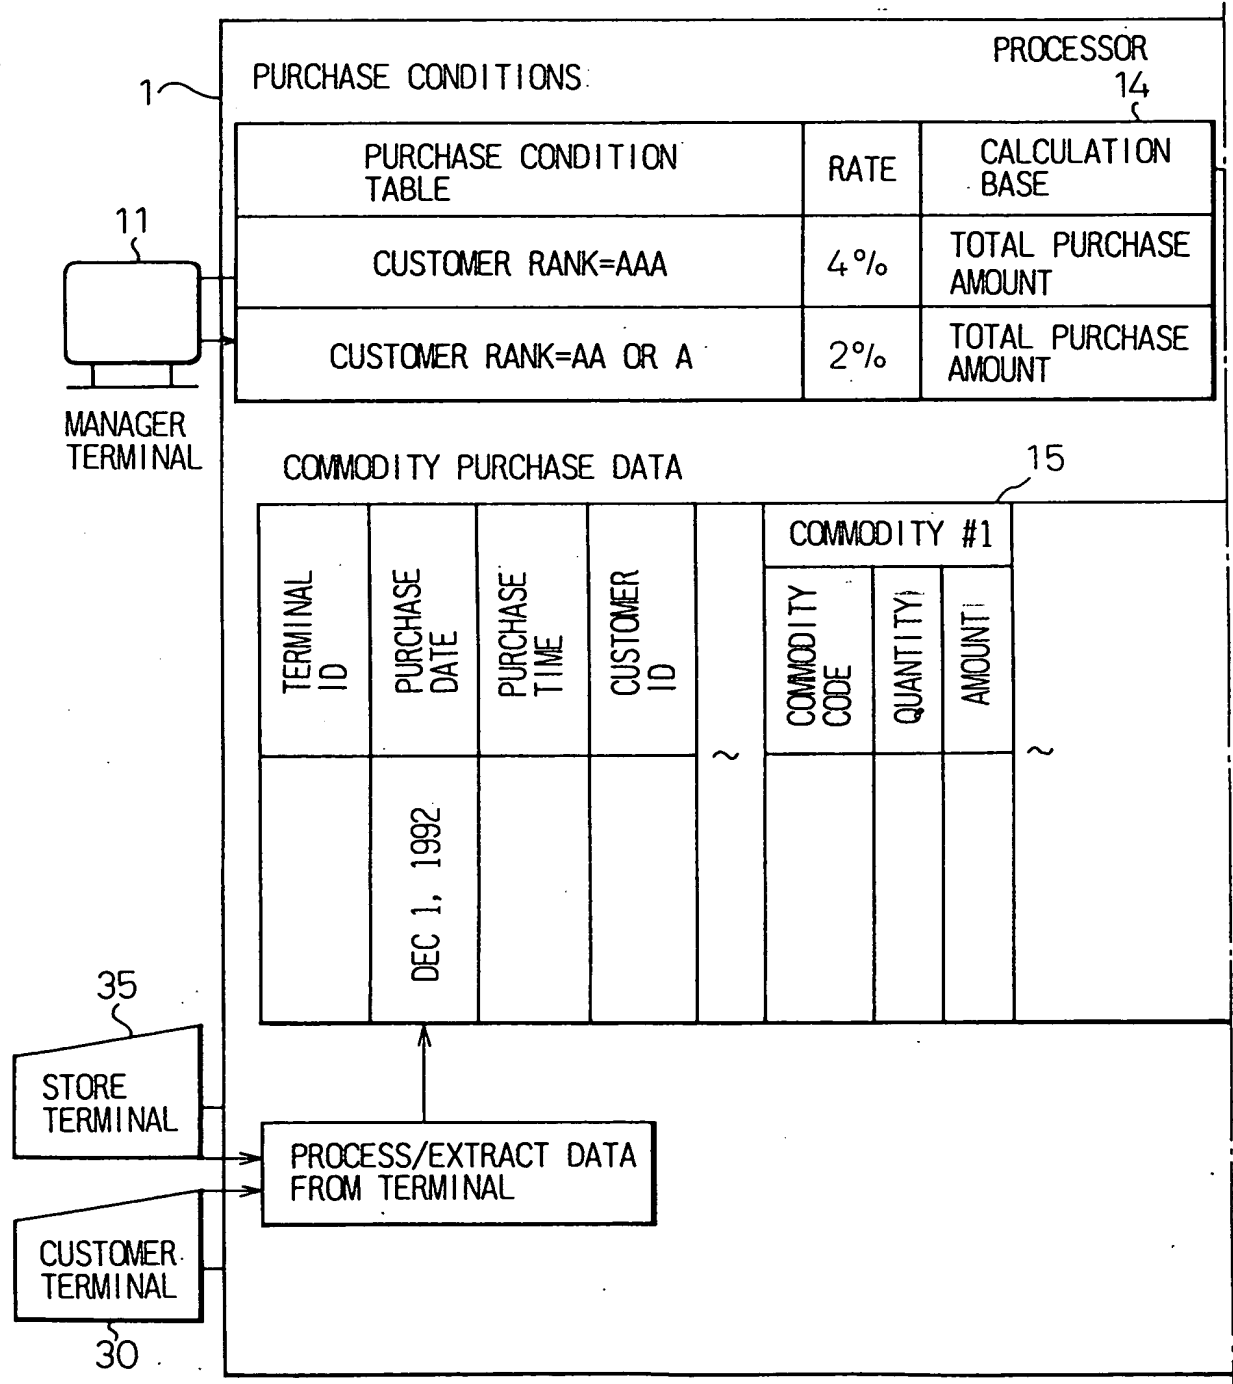 PROCESSOR
PURCHASE CONDITIONS
1
14
PURCHASE CONDITION
TABLE
RATE
CALCULATION
BASE
11
CUSTOMER RANK=AAA
4%
TOTAL PURCHASE
AMOUNT
CUSTOMER RANK=AA OR A
2%
TOTAL PURCHASE
AMOUNT
MANAGER
TERMINAL
COMMODITY PURCHASE DATA
15
COMMODITY #1
TERMINAL
ID
PURCHASE
DATE
PURCHASE
TIME
CUSTOMER
ID
~
COMMODITY
CODE
QUANTITY
AMOUNT
~
DEC 1, 1992
35
STORE
TERMINAL
PROCESS/EXTRACT DATA
FROM TERMINAL
CUSTOMER
TERMINAL
30